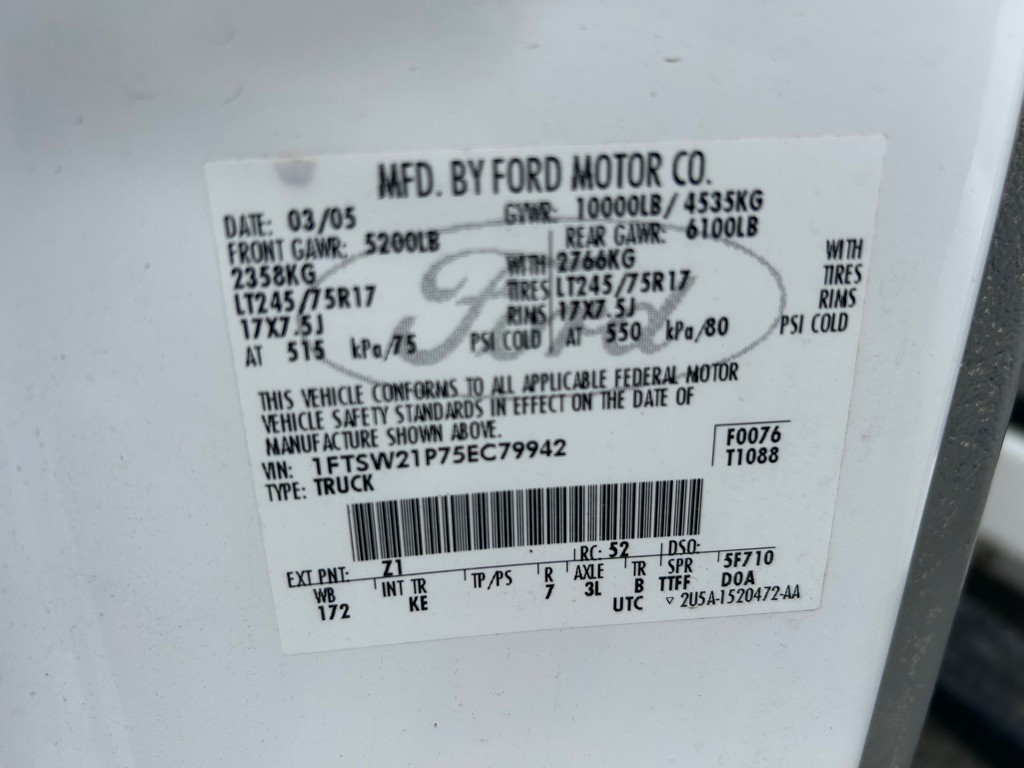 MFD. BY FORD MOTOR CO.
DATE: 03/05 GVWR: 10000LB/ 4535KG
FRONT GAWR: 5200LB REAR GAWR: 6100LB
2358KG WITH 2766KG WITH
LT245/75R17 TIRES LT245/75R17 TIRES
17X7.5J RIMS 17X7.5J RIMS
AT 515 kPa/75 PSI COLD AT 550 kPa/80 PSI COLD
Ford
THIS VEHICLE CONFORMS TO ALL APPLICABLE FEDERAL MOTOR
VEHICLE SAFETY STANDARDS IN EFFECT ON THE DATE OF
MANUFACTURE SHOWN ABOVE.
VIN: 1FTSW21P75EC79942 F0076
TYPE: TRUCK T1088
EXT PNT: Z1 RC: 52 DSO:
WB INT TR TP/PS R AXLE TR SPR 5F710
172 KE 7 3L B TTFF DOA
UTC ▽ 2U5A-1520472-AA